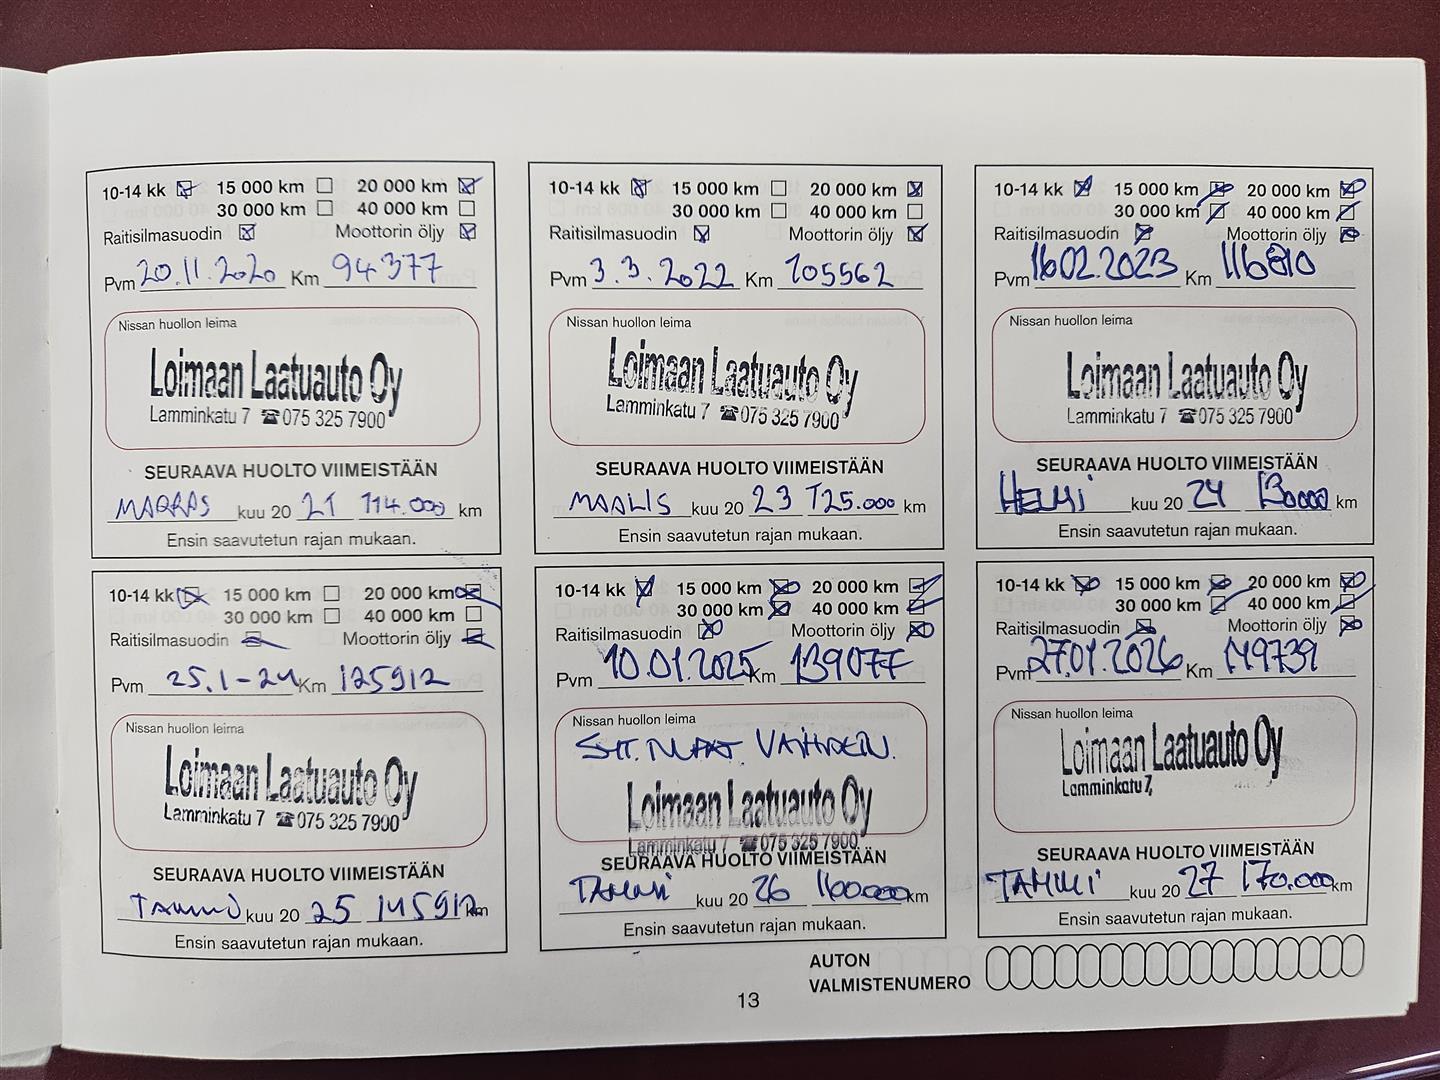 10-14 kk 15 000 km 20 000 km
30 000 km 40 000 km
Raitisilmasuodin Moottorin öljy
Pvm 20.11.2020 Km 94377
Nissan huollon leima
Loimaan Laatuauto Oy
Lamminkatu 7 ☎075 325 7900
SEURAAVA HUOLTO VIIMEISTÄÄN
MARRAS kuu 20 21 114.000 km
Ensin saavutetun rajan mukaan.
10-14 kk 15 000 km 20 000 km
30 000 km 40 000 km
Raitisilmasuodin Moottorin öljy
Pvm 3.3.2022 Km 105562
Nissan huollon leima
Loimaan Laatuauto Oy
Lamminkatu 7 ☎075 325 7900
SEURAAVA HUOLTO VIIMEISTÄÄN
MAALIS kuu 20 23 125.000 km
Ensin saavutetun rajan mukaan.
10-14 kk 15 000 km 20 000 km
30 000 km 40 000 km
Raitisilmasuodin Moottorin öljy
Pvm 16.02.2023 Km 116810
Nissan huollon leima
Loimaan Laatuauto Oy
Lamminkatu 7 ☎075 325 7900
SEURAAVA HUOLTO VIIMEISTÄÄN
HELMI kuu 20 24 130000 km
Ensin saavutetun rajan mukaan.
10-14 kk 15 000 km 20 000 km
30 000 km 40 000 km
Raitisilmasuodin Moottorin öljy
Pvm 25.1-24 Km 125912
Nissan huollon leima
Loimaan Laatuauto Oy
Lamminkatu 7 ☎075 325 7900
SEURAAVA HUOLTO VIIMEISTÄÄN
kuu 20 25 145912 km
Ensin saavutetun rajan mukaan.
10-14 kk 15 000 km 20 000 km
30 000 km 40 000 km
Raitisilmasuodin Moottorin öljy
Pvm 10.01.2025 Km 139077
Nissan huollon leima
Loimaan Laatuauto Oy
Lamminkatu 7 ☎075 325 7900
SEURAAVA HUOLTO VIIMEISTÄÄN
TAMMI kuu 20 26 160.000 km
Ensin saavutetun rajan mukaan.
10-14 kk 15 000 km 20 000 km
30 000 km 40 000 km
Raitisilmasuodin Moottorin öljy
Pvm 27.01.2026 Km 149739
Nissan huollon leima
Loimaan Laatuauto Oy
Lamminkatu 7,
SEURAAVA HUOLTO VIIMEISTÄÄN
TAMMI kuu 20 27 170.000 km
Ensin saavutetun rajan mukaan.
AUTON
VALMISTENUMERO
13